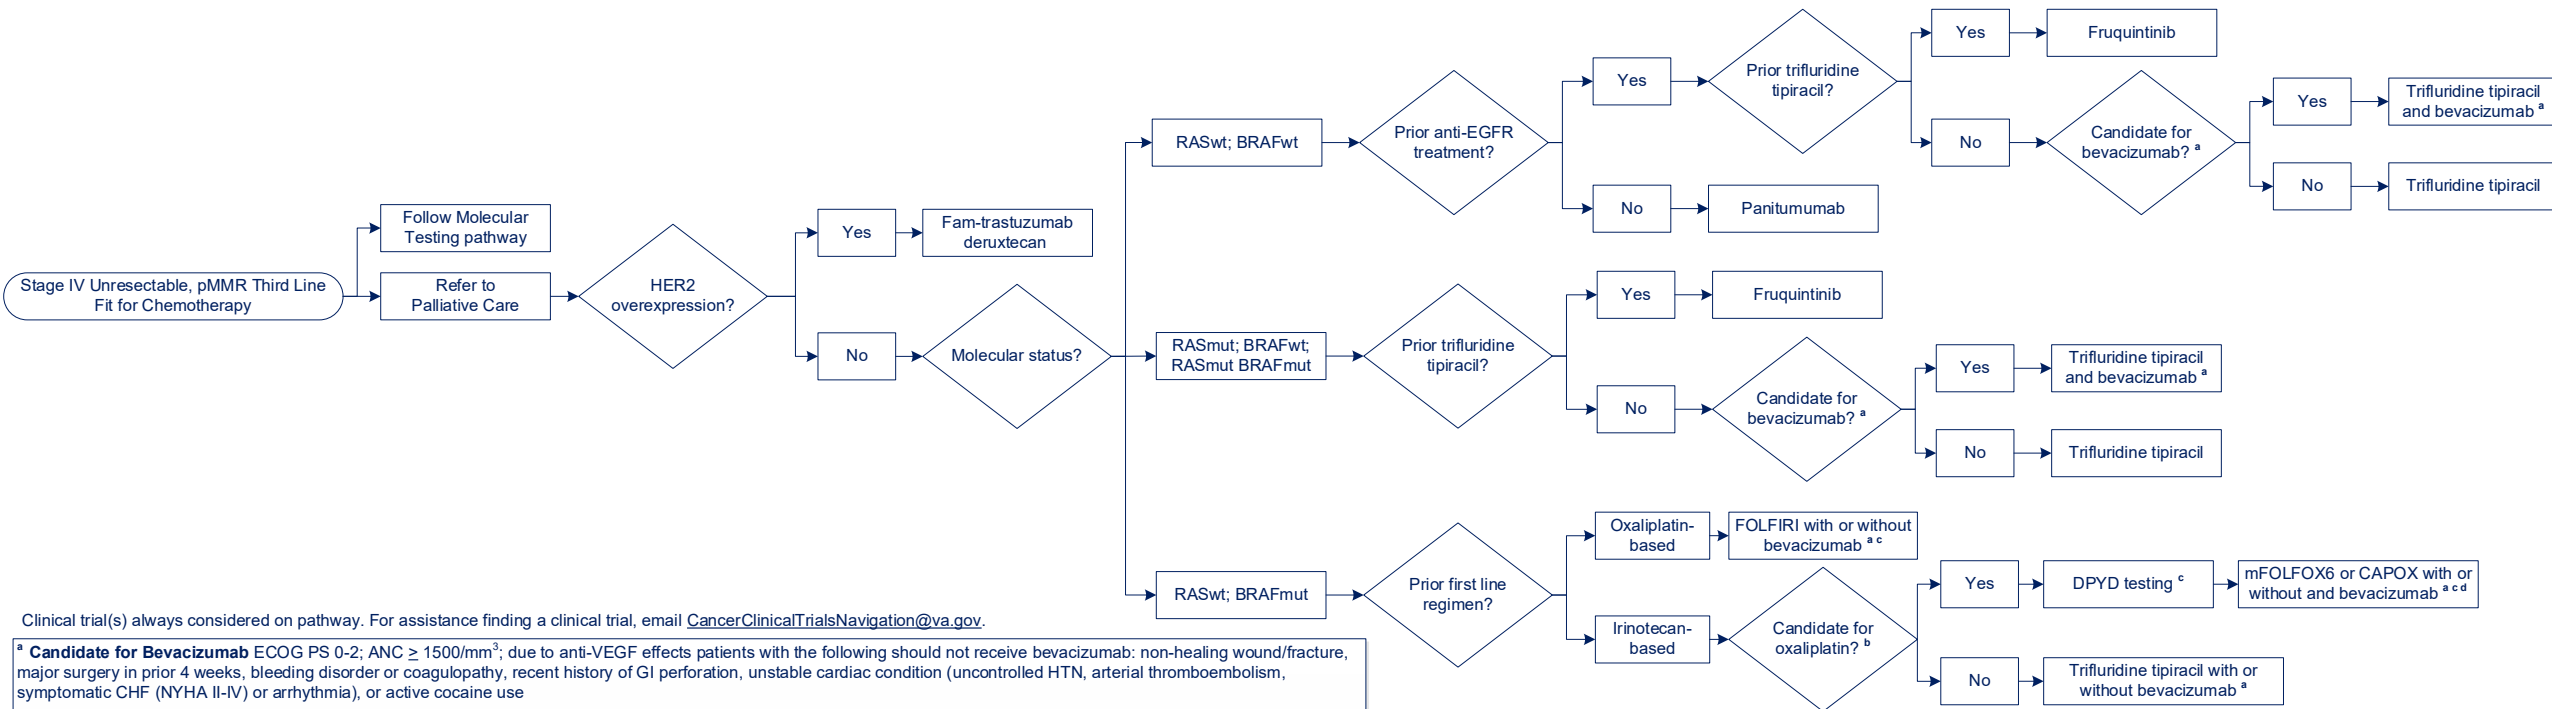 Stage IV Unresectable, pMMR Third Line
Fit for Chemotherapy
Follow Molecular
Testing pathway
Refer to
Palliative Care
HER2
overexpression?
Yes
Fam-trastuzumab
deruxtecan
No
Molecular status?
RASwt; BRAFwt
Prior anti-EGFR
treatment?
Yes
Prior trifluridine
tipiracil?
Yes
Fruquintinib
No
Candidate for
bevacizumab? a
Yes
Trifluridine tipiracil
and bevacizumab a
No
Trifluridine tipiracil
No
Panitumumab
RASmut; BRAFwt;
RASmut BRAFmut
Prior trifluridine
tipiracil?
Yes
Fruquintinib
No
Candidate for
bevacizumab? a
Yes
Trifluridine tipiracil
and bevacizumab a
No
Trifluridine tipiracil
RASwt; BRAFmut
Prior first line
regimen?
Oxaliplatin-
based
FOLFIRI with or without
bevacizumab a c
Irinotecan-
based
Candidate for
oxaliplatin? b
Yes
DPYD testing c
mFOLFOX6 or CAPOX with or
without and bevacizumab a c d
No
Trifluridine tipiracil with or
without bevacizumab a
Clinical trial(s) always considered on pathway. For assistance finding a clinical trial, email CancerClinicalTrialsNavigation@va.gov.
a Candidate for Bevacizumab ECOG PS 0-2; ANC ≥ 1500/mm³; due to anti-VEGF effects patients with the following should not receive bevacizumab: non-healing wound/fracture,
major surgery in prior 4 weeks, bleeding disorder or coagulopathy, recent history of GI perforation, unstable cardiac condition (uncontrolled HTN, arterial thromboembolism,
symptomatic CHF (NYHA II-IV) or arrhythmia), or active cocaine use